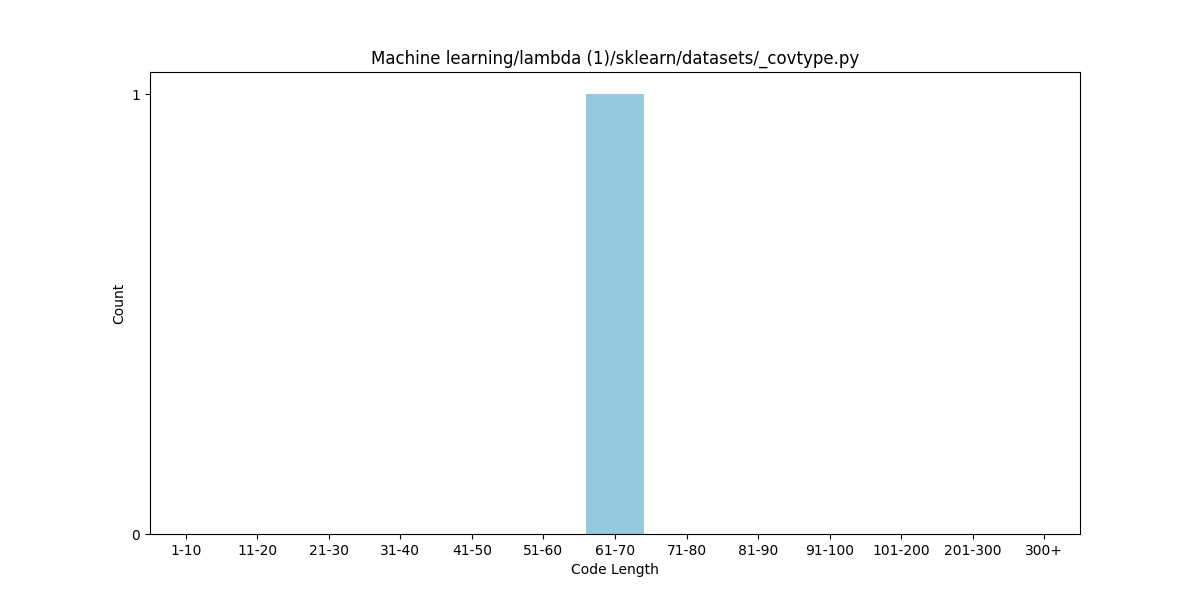 Machine learning/lambda (1)/sklearn/datasets/_covtype.py
1
Count
0
1-10 11-20 21-30 31-40 41-50 51-60 61-70 71-80 81-90 91-100 101-200 201-300 300+
Code Length